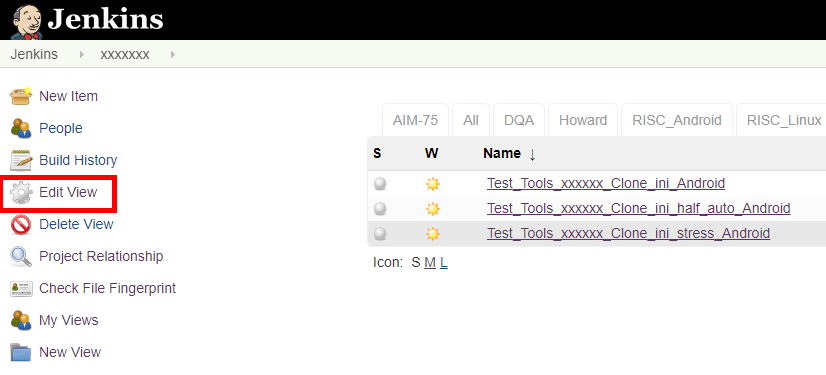 Jenkins
Jenkins xxxxxxx
New Item
People
Build History
Edit View
Delete View
Project Relationship
Check File Fingerprint
My Views
New View
AIM-75 All DQA Howard RISC_Android RISC_Linux
S W Name ↓
Test_Tools_xxxxxx_Clone_ini_Android
Test_Tools_xxxxxx_Clone_ini_half_auto_Android
Test_Tools_xxxxxx_Clone_ini_stress_Android
Icon: S M L